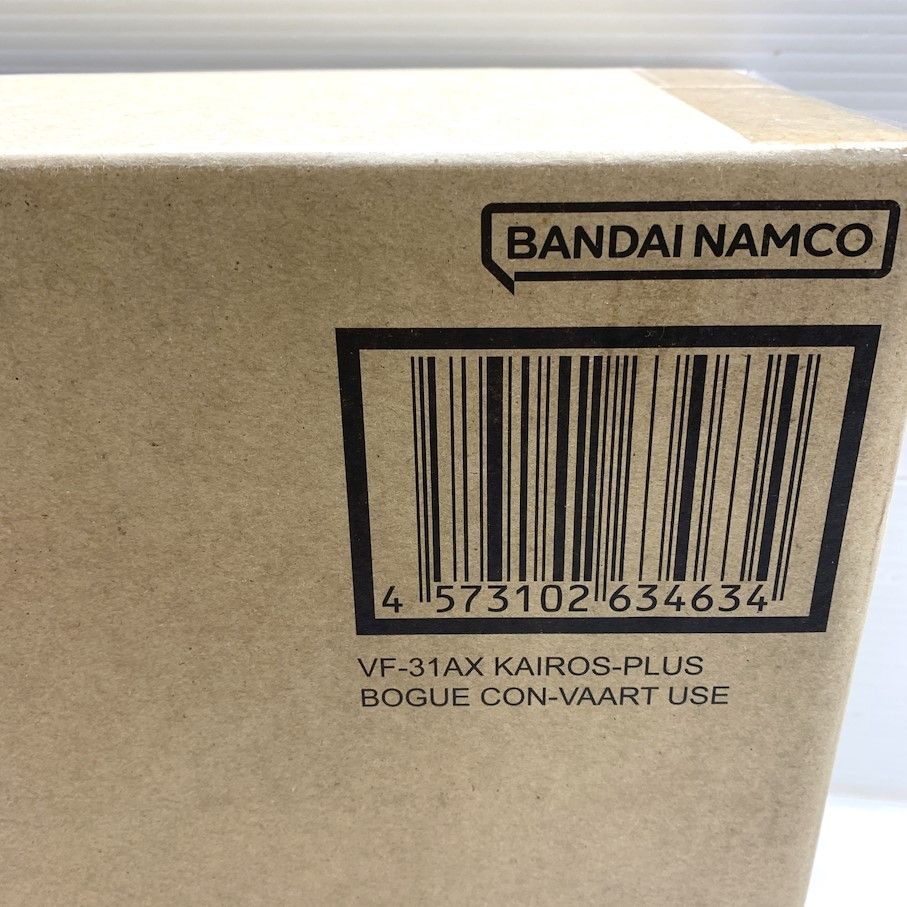 BANDAI NAMCO
4 573102 634634
VF-31AX KAIROS-PLUS
BOGUE CON-VAART USE